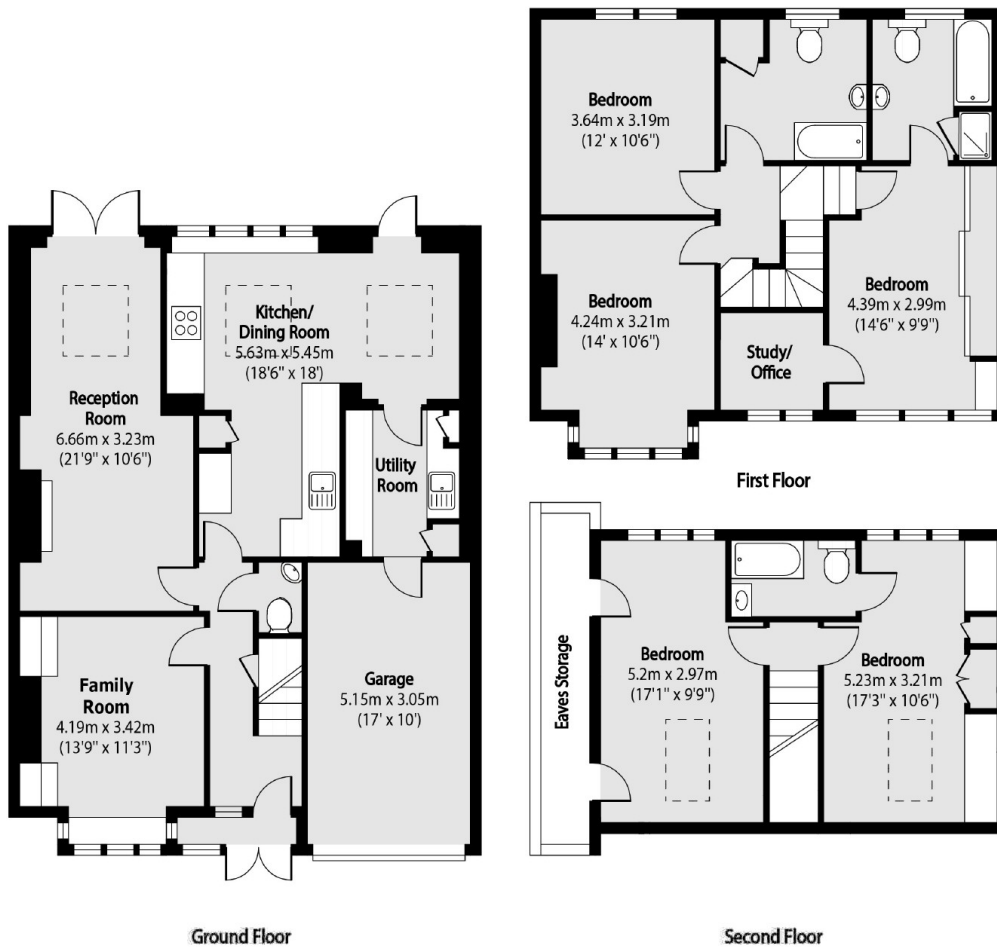 Reception
Room
6.66m x 3.23m
(21'9" x 10'6")
Kitchen/
Dining Room
5.63m x 5.45m
(18'6" x 18')
Utility
Room
Family
Room
4.19m x 3.42m
(13'9" x 11'3")
Garage
5.15m x 3.05m
(17' x 10')
Ground Floor
Bedroom
3.64m x 3.19m
(12' x 10'6")
Bedroom
4.24m x 3.21m
(14' x 10'6")
Study/
Office
Bedroom
4.39m x 2.99m
(14'6" x 9'9")
First Floor
Eaves Storage
Bedroom
5.2m x 2.97m
(17'1" x 9'9")
Bedroom
5.23m x 3.21m
(17'3" x 10'6")
Second Floor